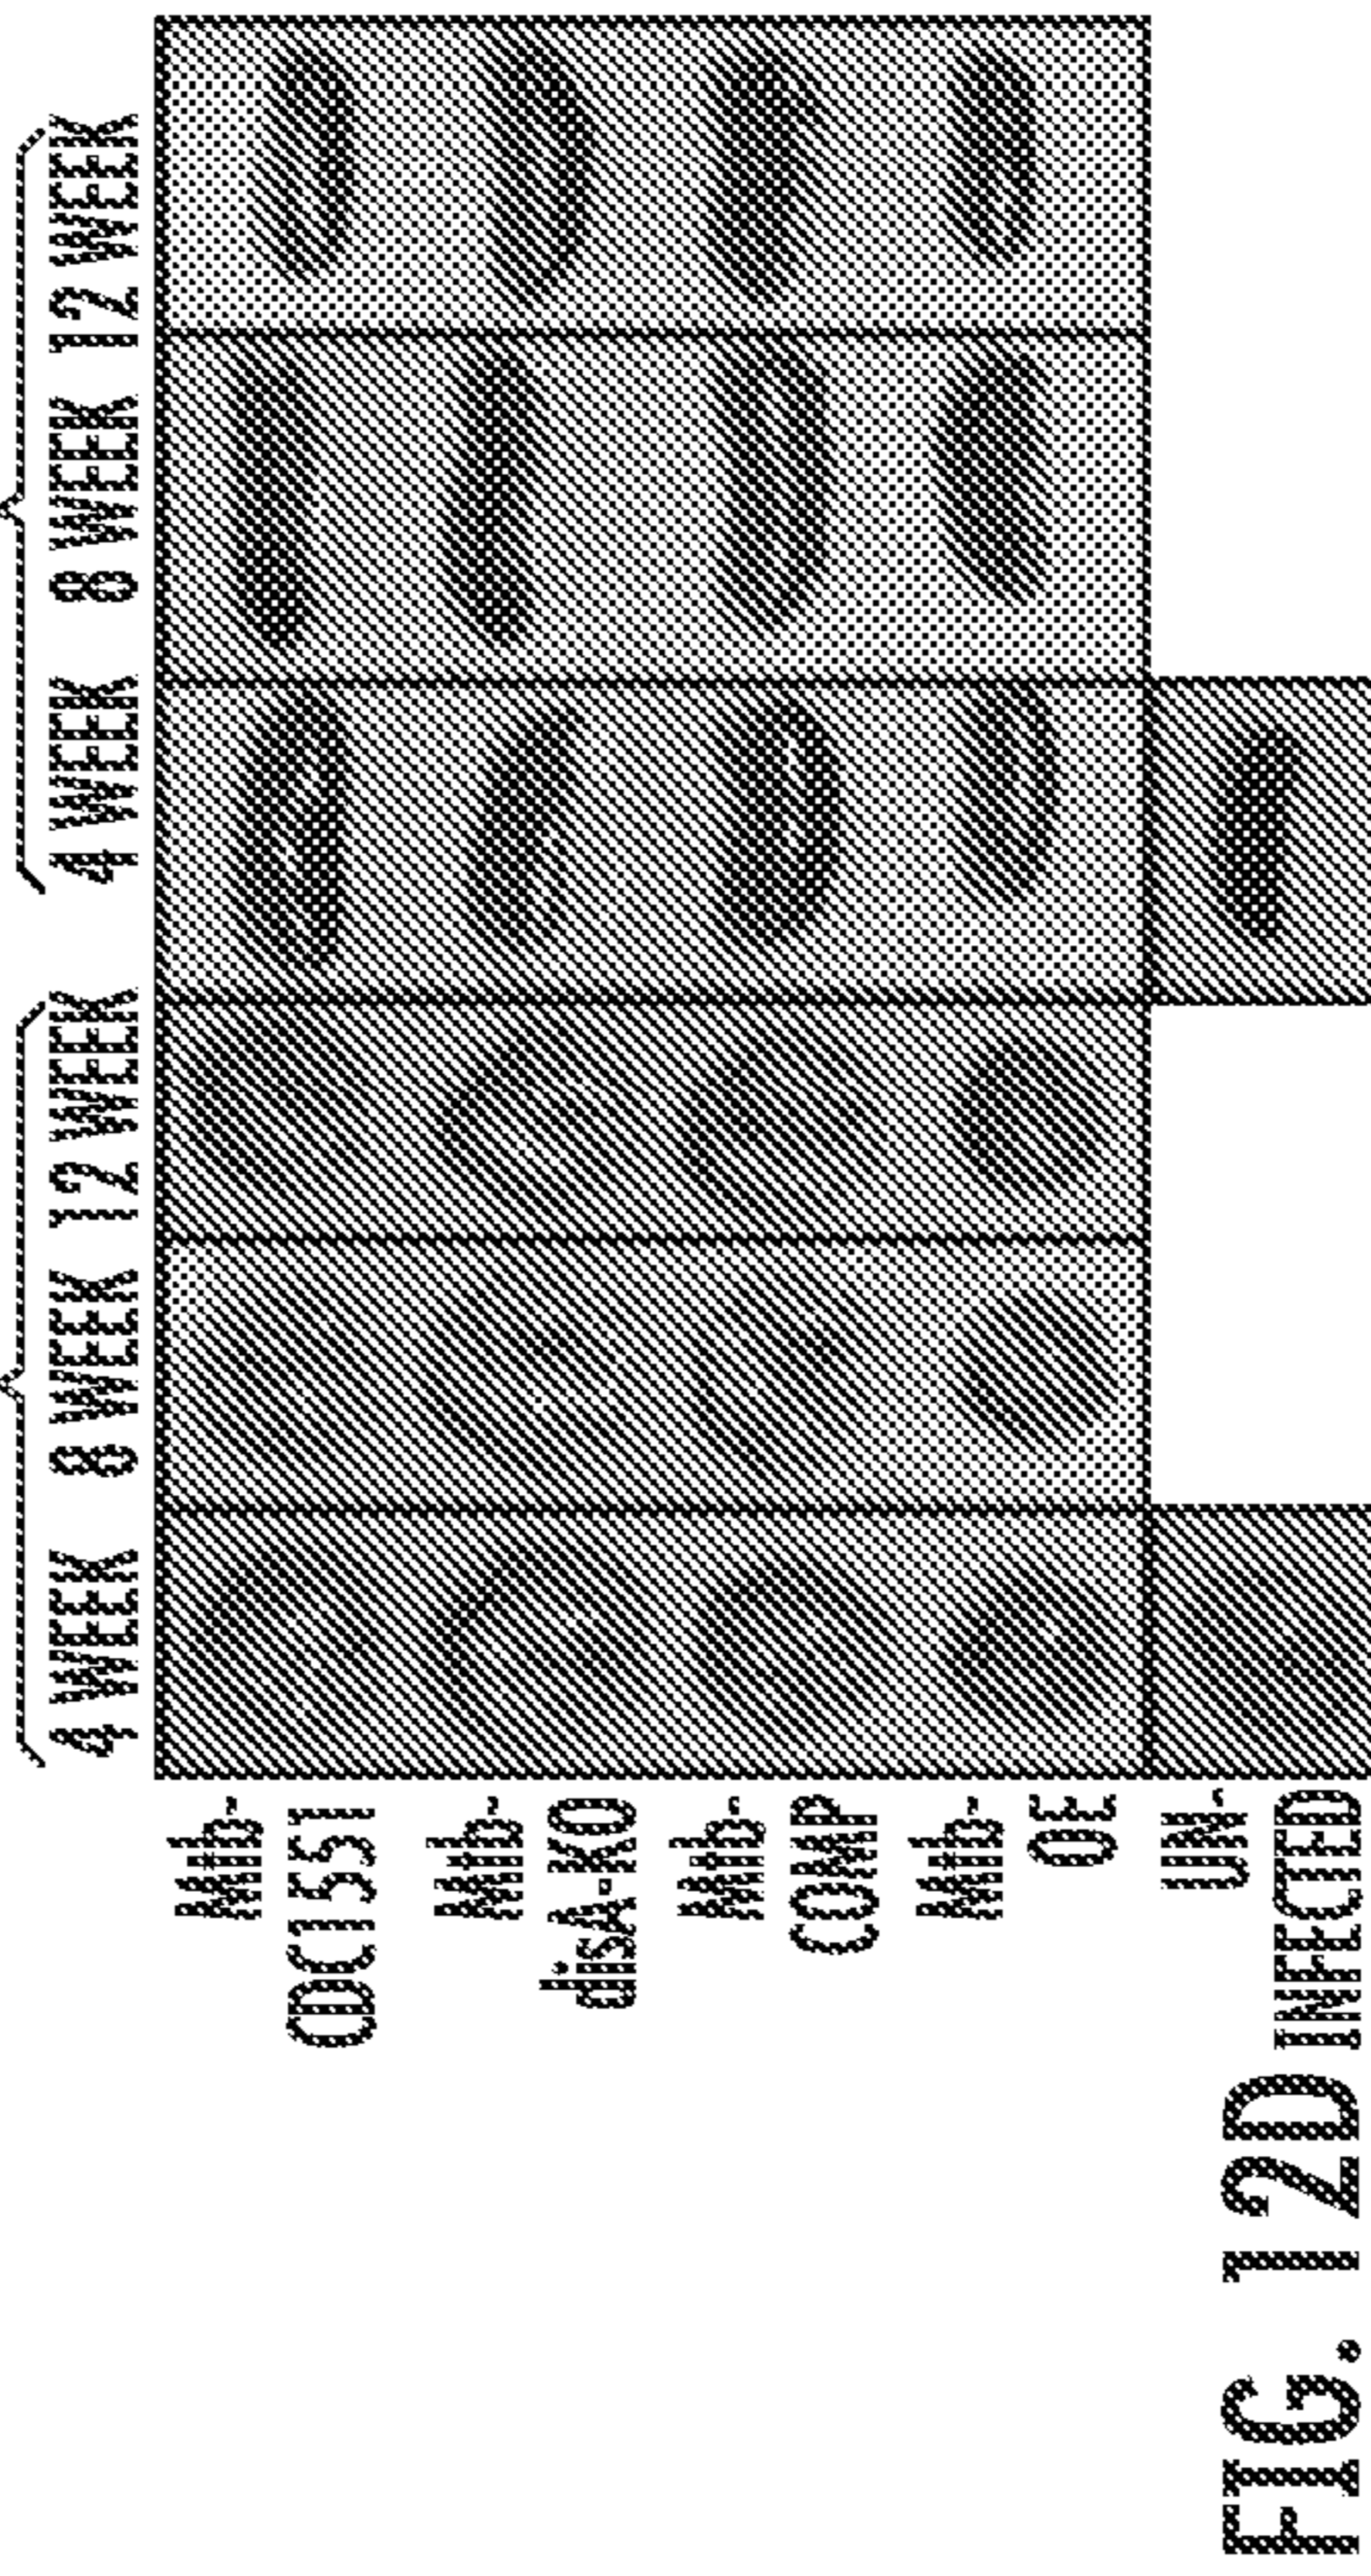 4 WEEK 8 WEEK 12 WEEK 4 WEEK 8 WEEK 12 WEEK
Mtb-
CDC1551
Mtb-
disA-KO
Mtb-
COMP
Mtb-
OE
UN-
INFECTED
FIG. 12D